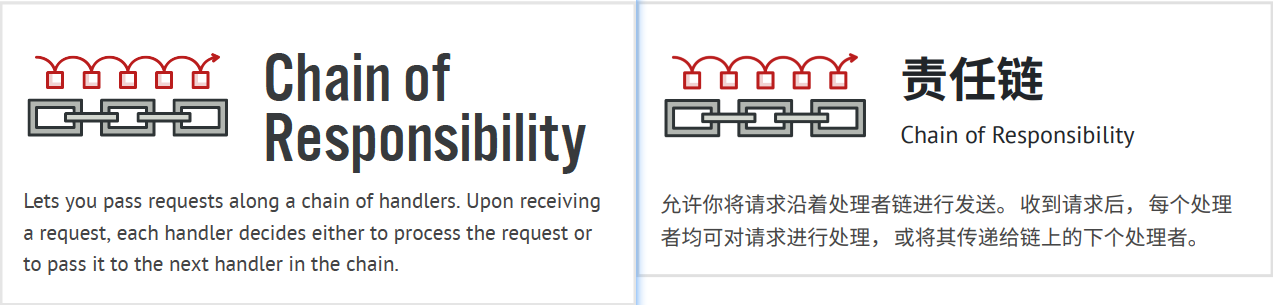 Chain of
Responsibility
Lets you pass requests along a chain of handlers. Upon receiving
a request, each handler decides either to process the request or
to pass it to the next handler in the chain.
责任链
Chain of Responsibility
允许你将请求沿着处理者链进行发送。 收到请求后， 每个处理
者均可对请求进行处理， 或将其传递给链上的下个处理者。